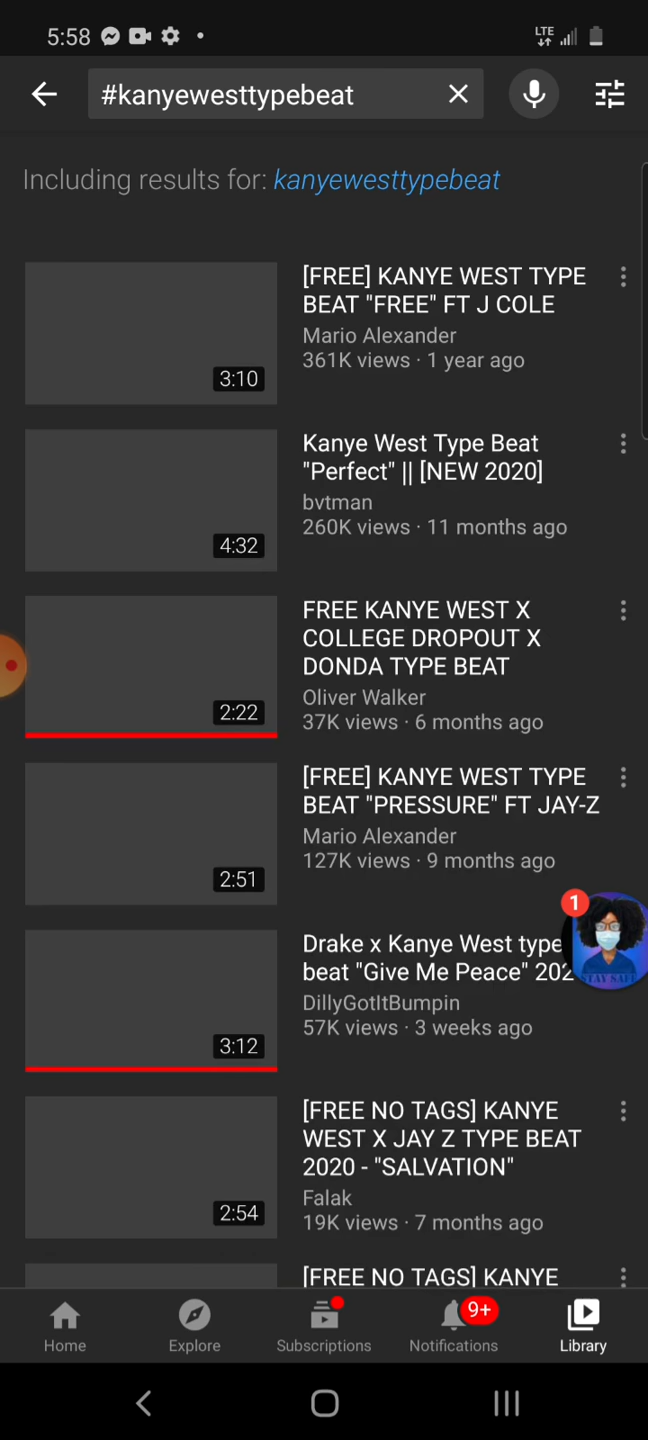 5:58
LTE
#kanyewesttypebeat
Including results for: kanyewesttypebeat
[FREE] KANYE WEST TYPE
BEAT "FREE" FT J COLE
Mario Alexander
361K views · 1 year ago
3:10
Kanye West Type Beat
"Perfect" || [NEW 2020]
bvtman
260K views · 11 months ago
4:32
FREE KANYE WEST X
COLLEGE DROPOUT X
DONDA TYPE BEAT
Oliver Walker
37K views · 6 months ago
2:22
[FREE] KANYE WEST TYPE
BEAT "PRESSURE" FT JAY-Z
Mario Alexander
127K views · 9 months ago
2:51
1
STAY SAFE
Drake x Kanye West type
beat "Give Me Peace" 202
DillyGotItBumpin
57K views · 3 weeks ago
3:12
[FREE NO TAGS] KANYE
WEST X JAY Z TYPE BEAT
2020 - "SALVATION"
Falak
19K views · 7 months ago
2:54
[FREE NO TAGS] KANYE
9+
Home
Explore
Subscriptions
Notifications
Library